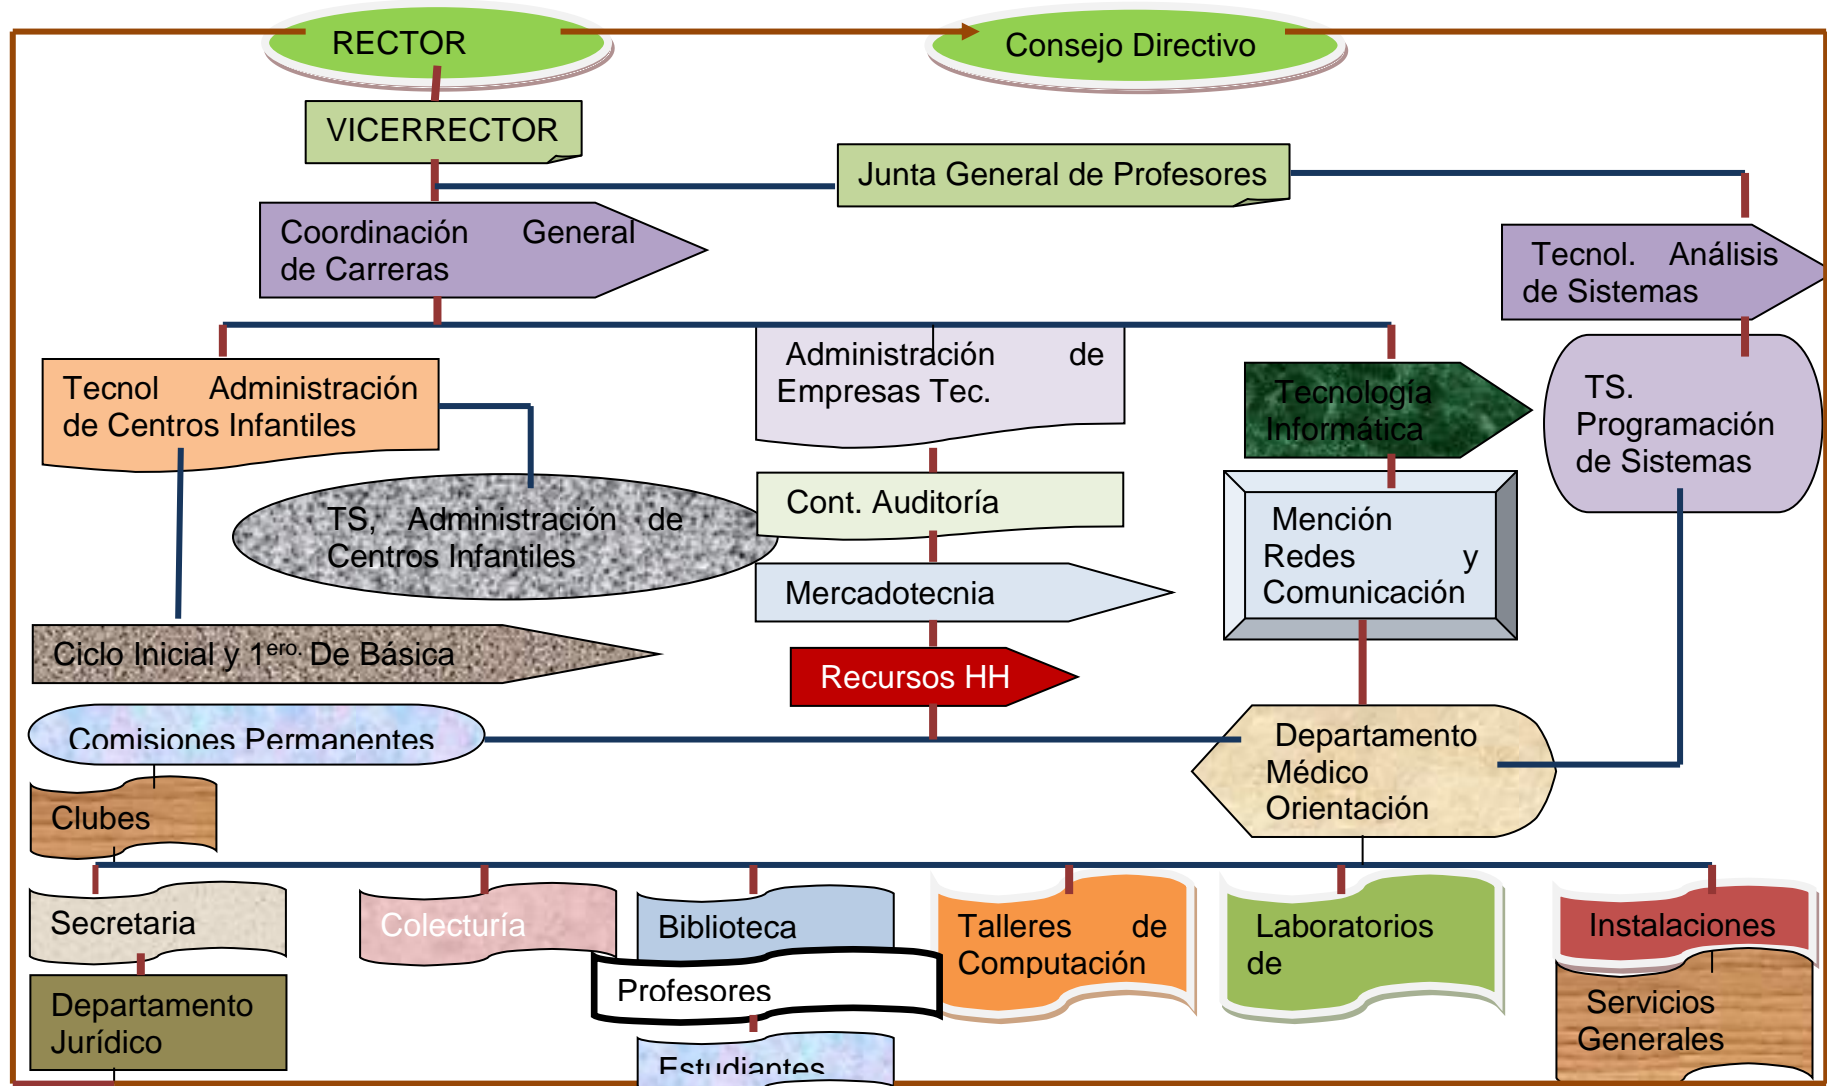 RECTOR
Consejo Directivo
VICERRECTOR
Junta General de Profesores
Coordinación General
de Carreras
Tecnol. Análisis
de Sistemas
Tecnol Administración
de Centros Infantiles
Administración de
Empresas Tec.
Tecnología
Informática
TS.
Programación
de Sistemas
TS, Administración de
Centros Infantiles
Cont. Auditoría
Mención
Redes y
Comunicación
Mercadotecnia
Ciclo Inicial y 1ero. De Básica
Recursos HH
Comisiones Permanentes
Departamento
Médico
Orientación
Clubes
Secretaria
Colecturía
Biblioteca
Talleres de
Computación
Laboratorios
de
Instalaciones
Profesores
Departamento
Jurídico
Servicios
Generales
Estudiantes